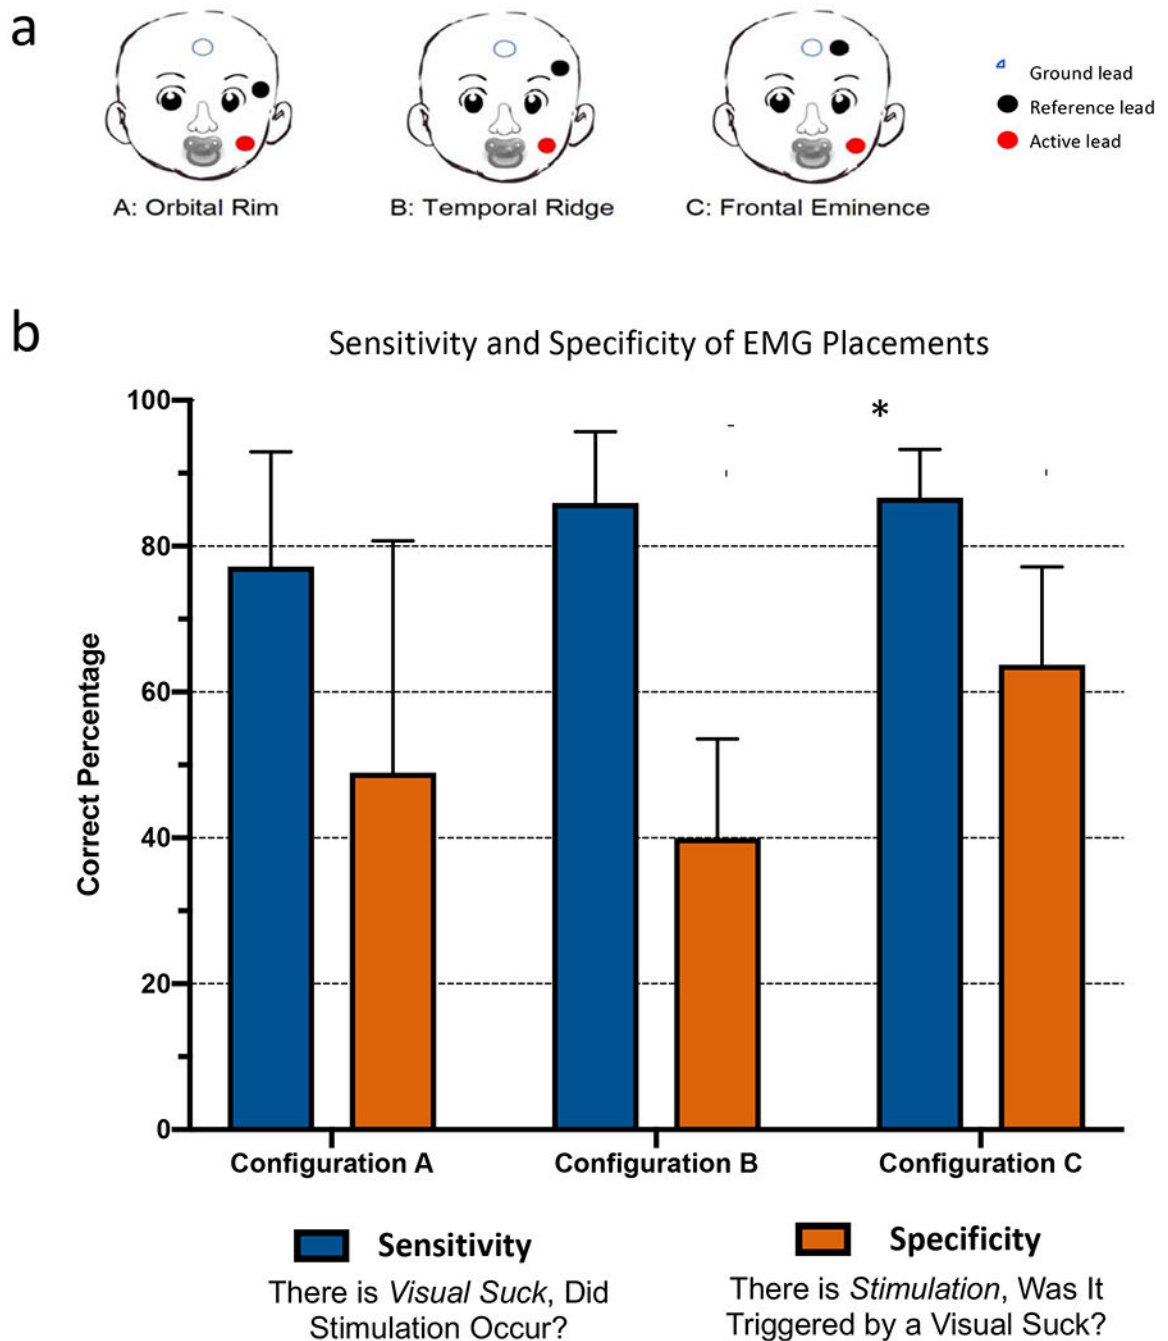 a
Ground lead
Reference lead
Active lead
A: Orbital Rim
B: Temporal Ridge
C: Frontal Eminence
b
Sensitivity and Specificity of EMG Placements
*
100
80
60
40
20
0
Correct Percentage
Configuration A
Configuration B
Configuration C
Sensitivity
There is Visual Suck, Did
Stimulation Occur?
Specificity
There is Stimulation, Was It
Triggered by a Visual Suck?